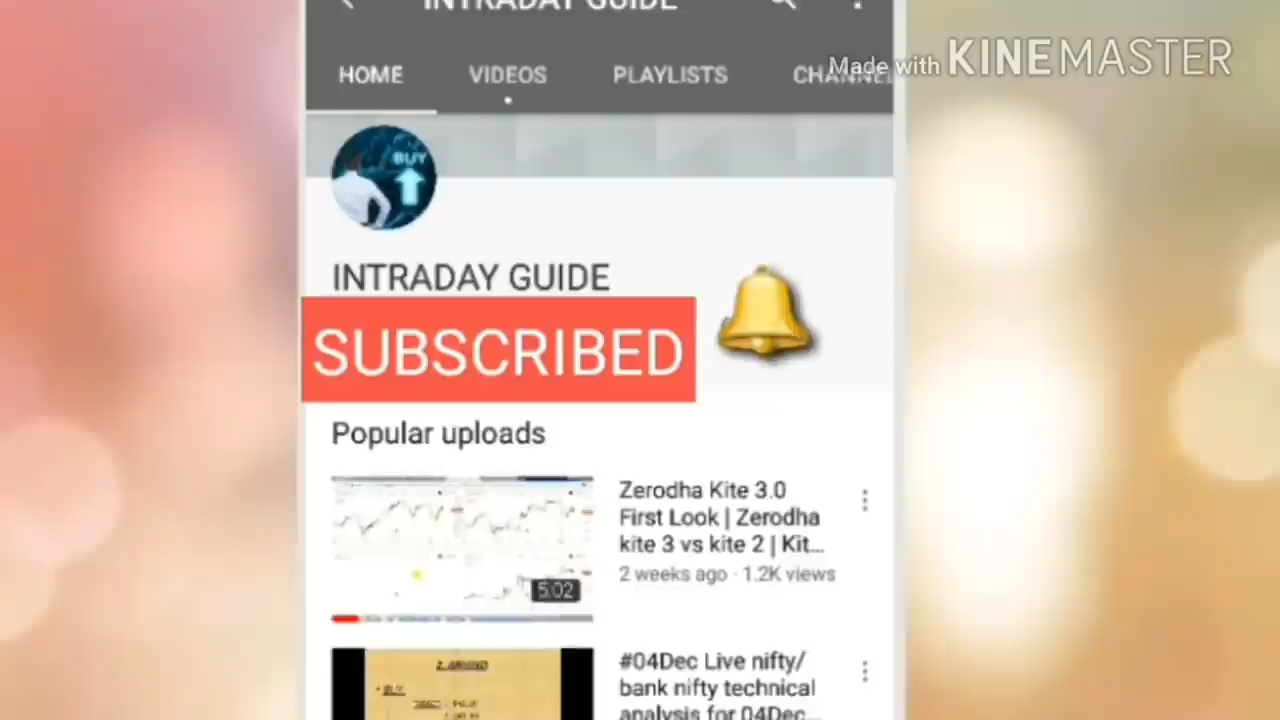 INTRADAY GUIDE
Made with KINEMASTER
HOME VIDEOS PLAYLISTS CHANNEL
BUY
INTRADAY GUIDE
SUBSCRIBED
Popular uploads
Zerodha Kite 3.0
First Look | Zerodha
kite 3 vs kite 2 | Kit...
2 weeks ago · 1.2K views
5:02
#04Dec Live nifty/
bank nifty technical
analysis for 04Dec...
BUY